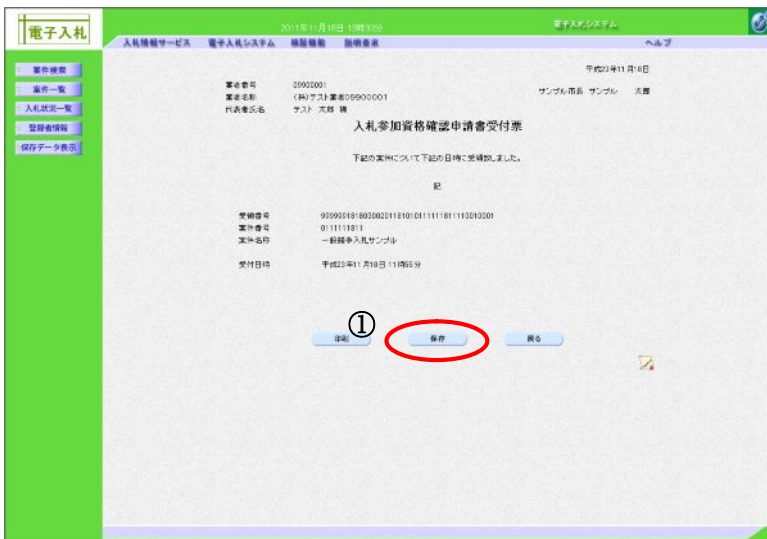 電子入札
2011年11月18日 13時33分
電子入札システム
入札情報サービス 電子入札システム 検証機能 説明要求 ヘルプ
案件検索
案件一覧
入札状況一覧
登録者情報
保存データ表示
平成23年11月18日
業者番号 09900001
業者名称 (株)テスト業者09900001
代表者氏名 テスト 太郎 様
サンプル市長 サンプル 太郎
入札参加資格確認申請書受付票
下記の案件について下記の日時に受領致しました。
記
受領番号
案件番号 0111111811
案件名称 一般競争入札サンプル
受付日時 平成23年11月18日 11時55分
①
印刷 保存 戻る